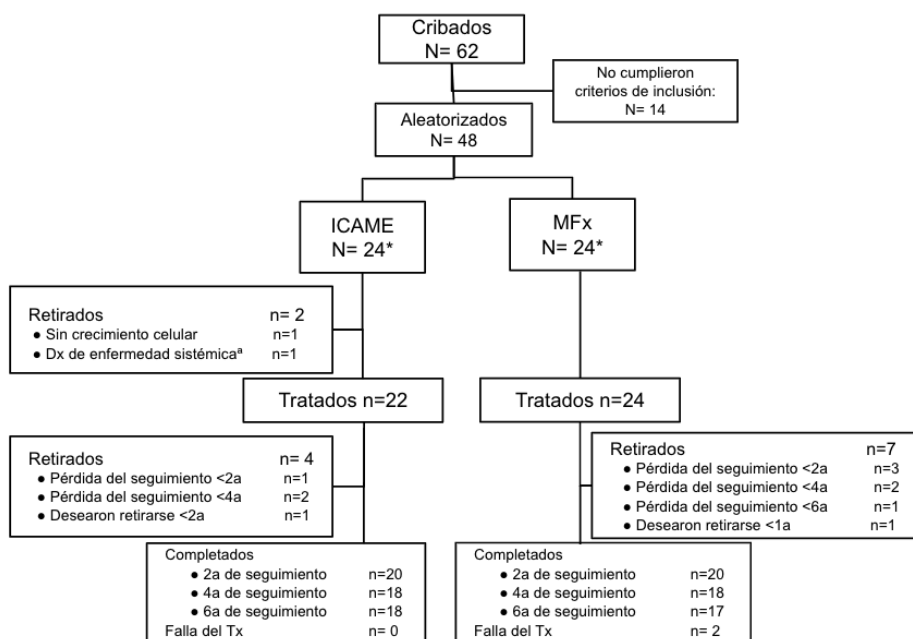 Cribados
N= 62
No cumplieron
criterios de inclusión:
N= 14
Aleatorizados
N= 48
ICAME
N= 24*
MFx
N= 24*
Retirados n= 2
● Sin crecimiento celular n=1
● Dx de enfermedad sistémicaª n=1
Tratados n=22
Tratados n=24
Retirados n= 4
● Pérdida del seguimiento <2a n=1
● Pérdida del seguimiento <4a n=2
● Desearon retirarse <2a n=1
Retirados n=7
● Pérdida del seguimiento <2a n=3
● Pérdida del seguimiento <4a n=2
● Pérdida del seguimiento <6a n=1
● Desearon retirarse <1a n=1
Completados
● 2a de seguimiento n=20
● 4a de seguimiento n=18
● 6a de seguimiento n=18
Falla del Tx n= 0
Completados
● 2a de seguimiento n=20
● 4a de seguimiento n=18
● 6a de seguimiento n=17
Falla del Tx n= 2